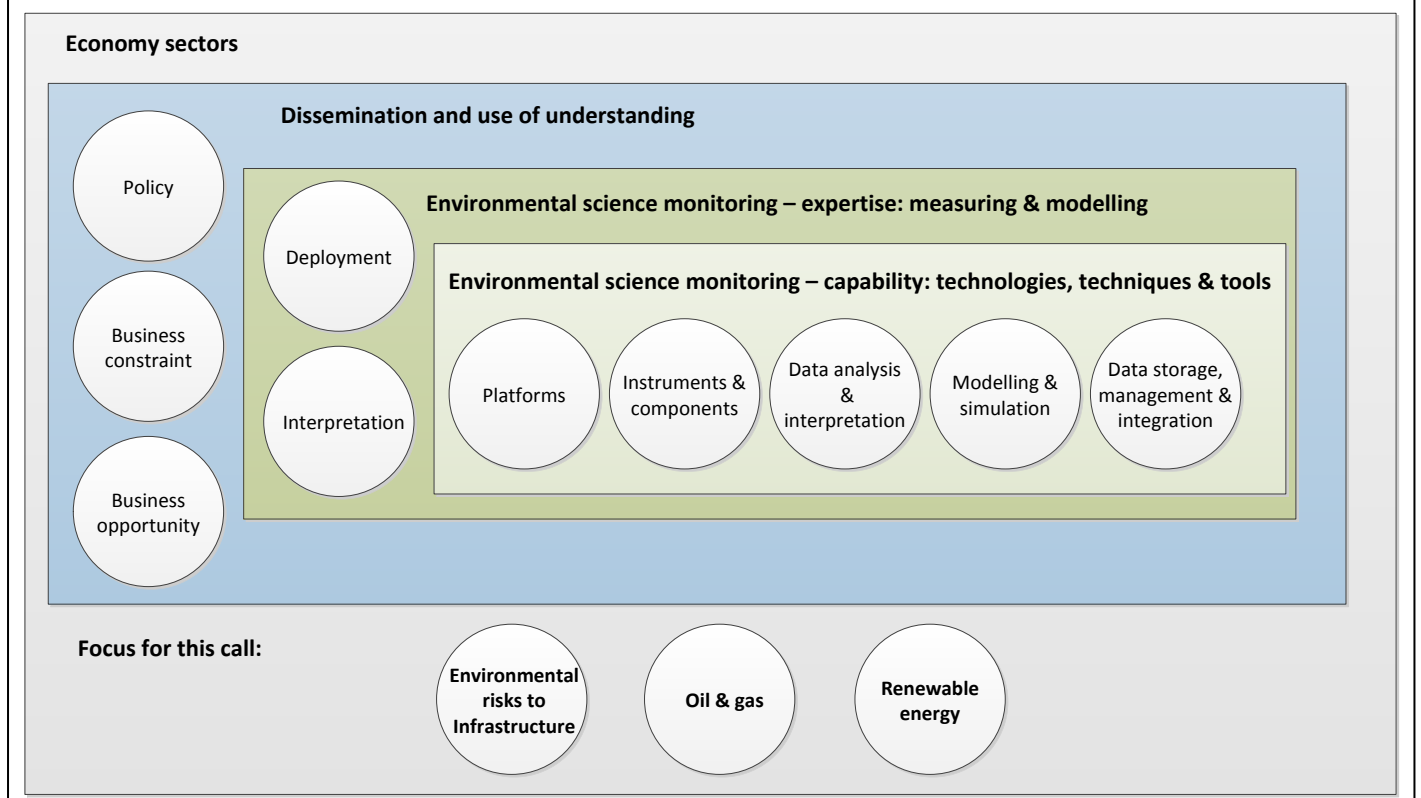 Economy sectors
Dissemination and use of understanding
Policy
Business
constraint
Business
opportunity
Environmental science monitoring – expertise: measuring & modelling
Deployment
Interpretation
Environmental science monitoring – capability: technologies, techniques & tools
Platforms
Instruments &
components
Data analysis
&
interpretation
Modelling &
simulation
Data storage,
management &
integration
Focus for this call:
Environmental
risks to
Infrastructure
Oil & gas
Renewable
energy